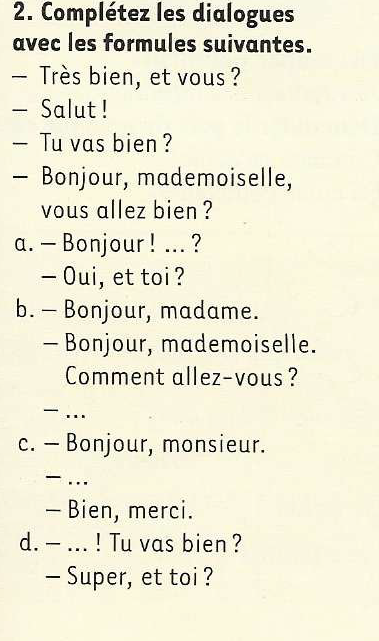 2. Complétez les dialogues
avec les formules suivantes.
– Très bien, et vous ?
– Salut !
– Tu vas bien ?
– Bonjour, mademoiselle,
vous allez bien ?
a. – Bonjour ! ... ?
– Oui, et toi ?
b. – Bonjour, madame.
– Bonjour, mademoiselle.
Comment allez-vous ?
– ...
c. – Bonjour, monsieur.
– ...
– Bien, merci.
d. – ... ! Tu vas bien ?
– Super, et toi ?